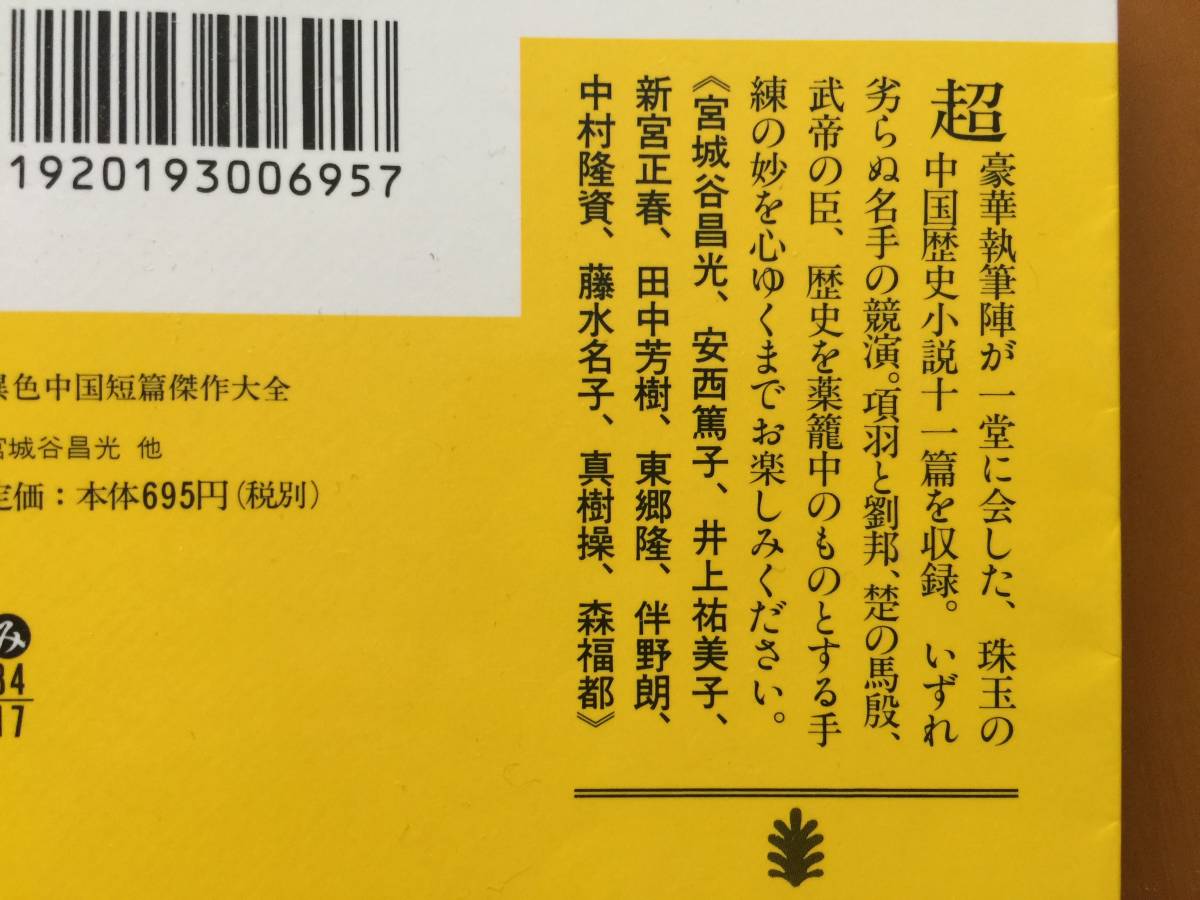 超豪華執筆陣が一堂に会した、珠玉の
中国歴史小説十一篇を収録。いずれ
劣らぬ名手の競演。項羽と劉邦、楚の馬殷、
武帝の臣、歴史を薬籠中のものとする手
練の妙を心ゆくまでお楽しみください。
《宮城谷昌光、安西篤子、井上祐美子、
新宮正春、田中芳樹、東郷隆、伴野朗、
中村隆資、藤水名子、真樹操、森福都》
1920193006957
異色中国短篇傑作大全
宮城谷昌光 他
定価：本体695円（税別）
み
34
17